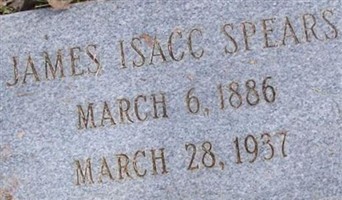 JAMES ISACC SPEARS
MARCH 6, 1886
MARCH 28, 1937